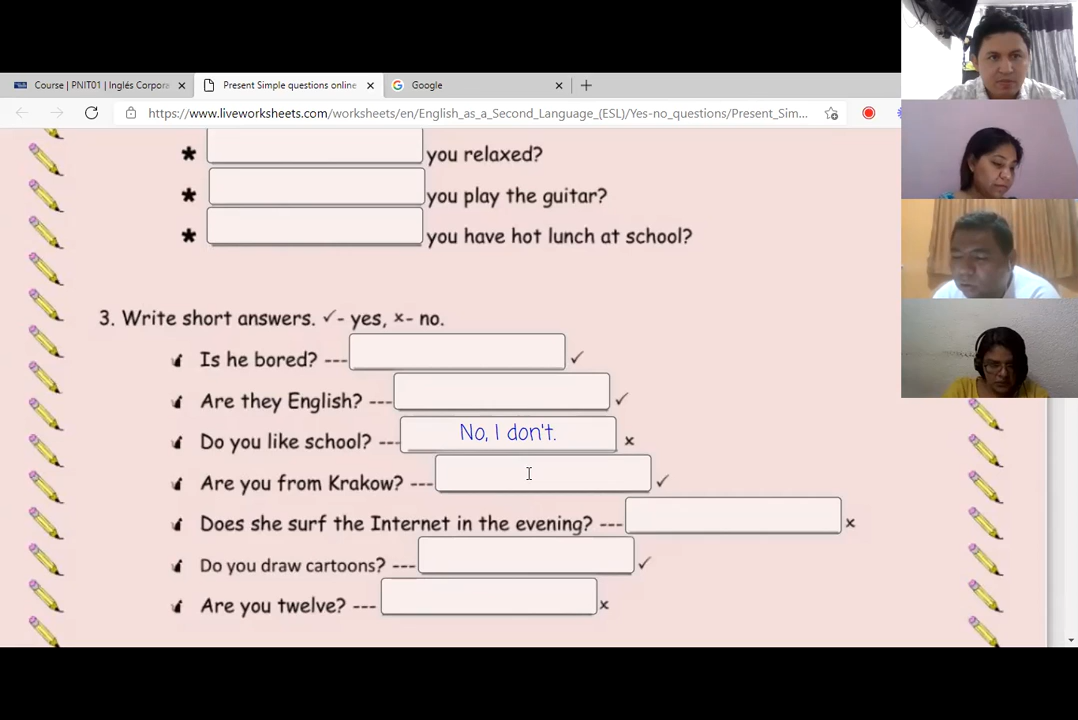 Course | PNIT01 | Inglés Corpora
Present Simple questions online
Google
https://www.liveworksheets.com/worksheets/en/English_as_a_Second_Language_(ESL)/Yes-no_questions/Present_Sim...
* you relaxed?
* you play the guitar?
* you have hot lunch at school?
3. Write short answers. ✓- yes, ×- no.
Is he bored? --- ✓
Are they English? --- ✓
Do you like school? --- No, I don't. ×
Are you from Krakow? --- ✓
Does she surf the Internet in the evening? --- ×
Do you draw cartoons? --- ✓
Are you twelve? --- ×